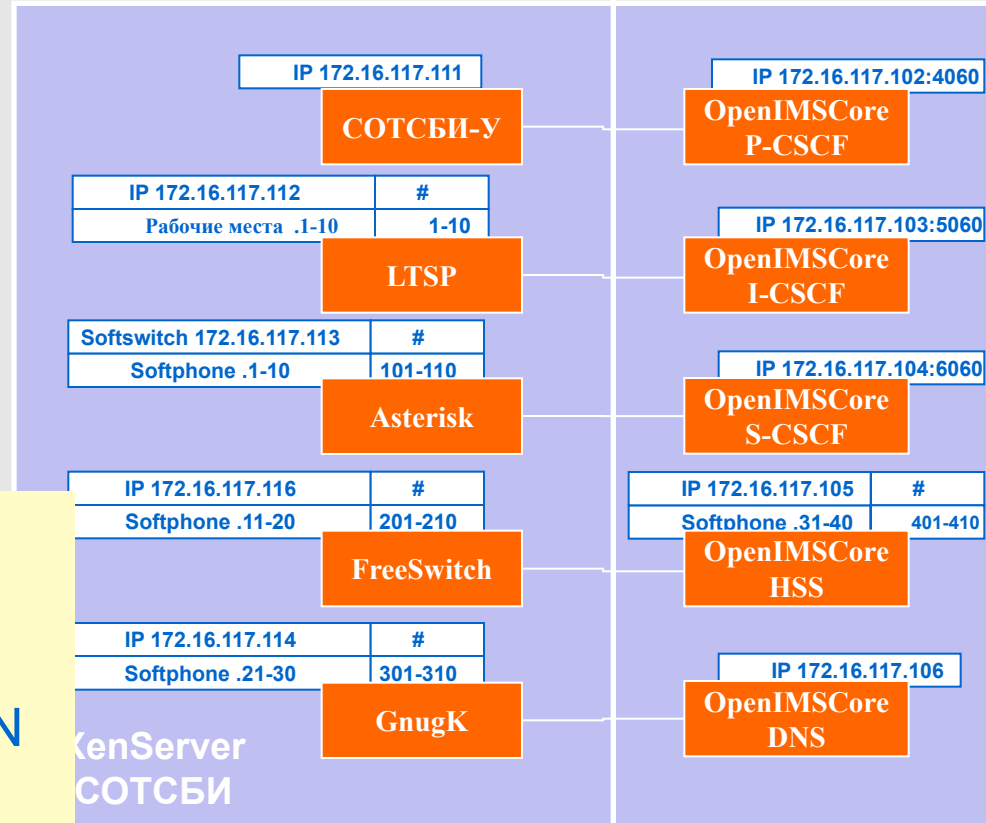 IP 172.16.117.111
СОТСБИ-У
IP 172.16.117.102:4060
OpenIMSCore
P-CSCF
IP 172.16.117.112 #
Рабочие места .1-10 1-10
LTSP
IP 172.16.117.103:5060
OpenIMSCore
I-CSCF
Softswitch 172.16.117.113 #
Softphone .1-10 101-110
Asterisk
IP 172.16.117.104:6060
OpenIMSCore
S-CSCF
IP 172.16.117.116 #
Softphone .11-20 201-210
FreeSwitch
IP 172.16.117.105 #
Softphone .31-40 401-410
OpenIMSCore
HSS
IP 172.16.117.114 #
Softphone .21-30 301-310
GnugK
IP 172.16.117.106
OpenIMSCore
DNS
N
XenServer
СОТСБИ